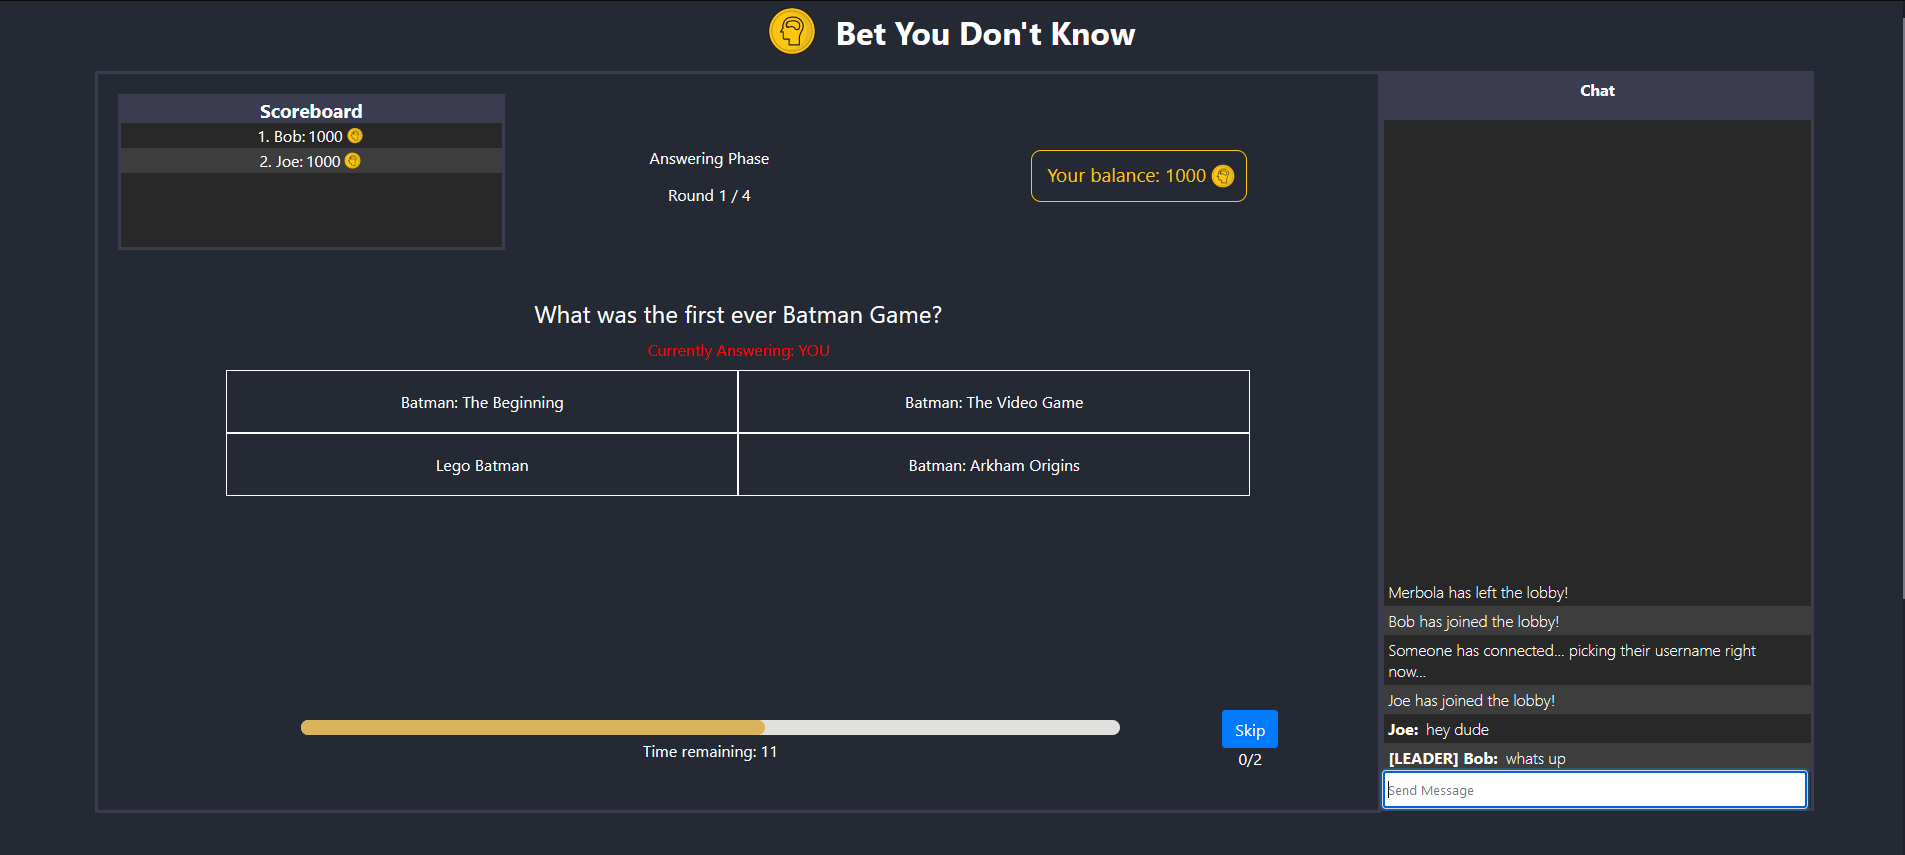 Bet You Don't Know
Scoreboard
1. Bob: 1000
2. Joe: 1000
Answering Phase
Round 1 / 4
Your balance: 1000
What was the first ever Batman Game?
Currently Answering: YOU
Batman: The Beginning
Batman: The Video Game
Lego Batman
Batman: Arkham Origins
Time remaining: 11
Skip
0/2
Chat
Merbola has left the lobby!
Bob has joined the lobby!
Someone has connected... picking their username right
now...
Joe has joined the lobby!
Joe: hey dude
[LEADER] Bob: whats up
Send Message